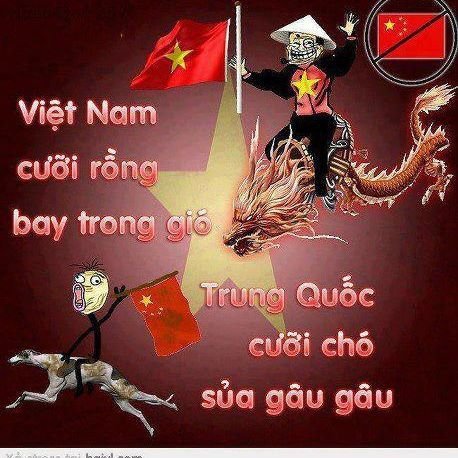 Việt Nam
cưỡi rồng
bay trong gió
Trung Quốc
cưỡi chó
sủa gâu gâu